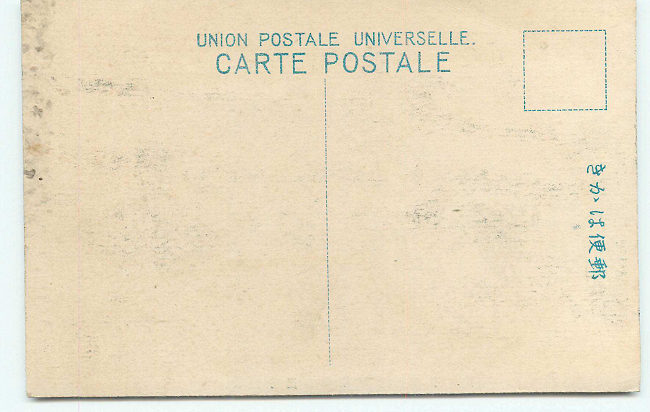 UNION POSTALE UNIVERSELLE.
CARTE POSTALE
きかは便郵